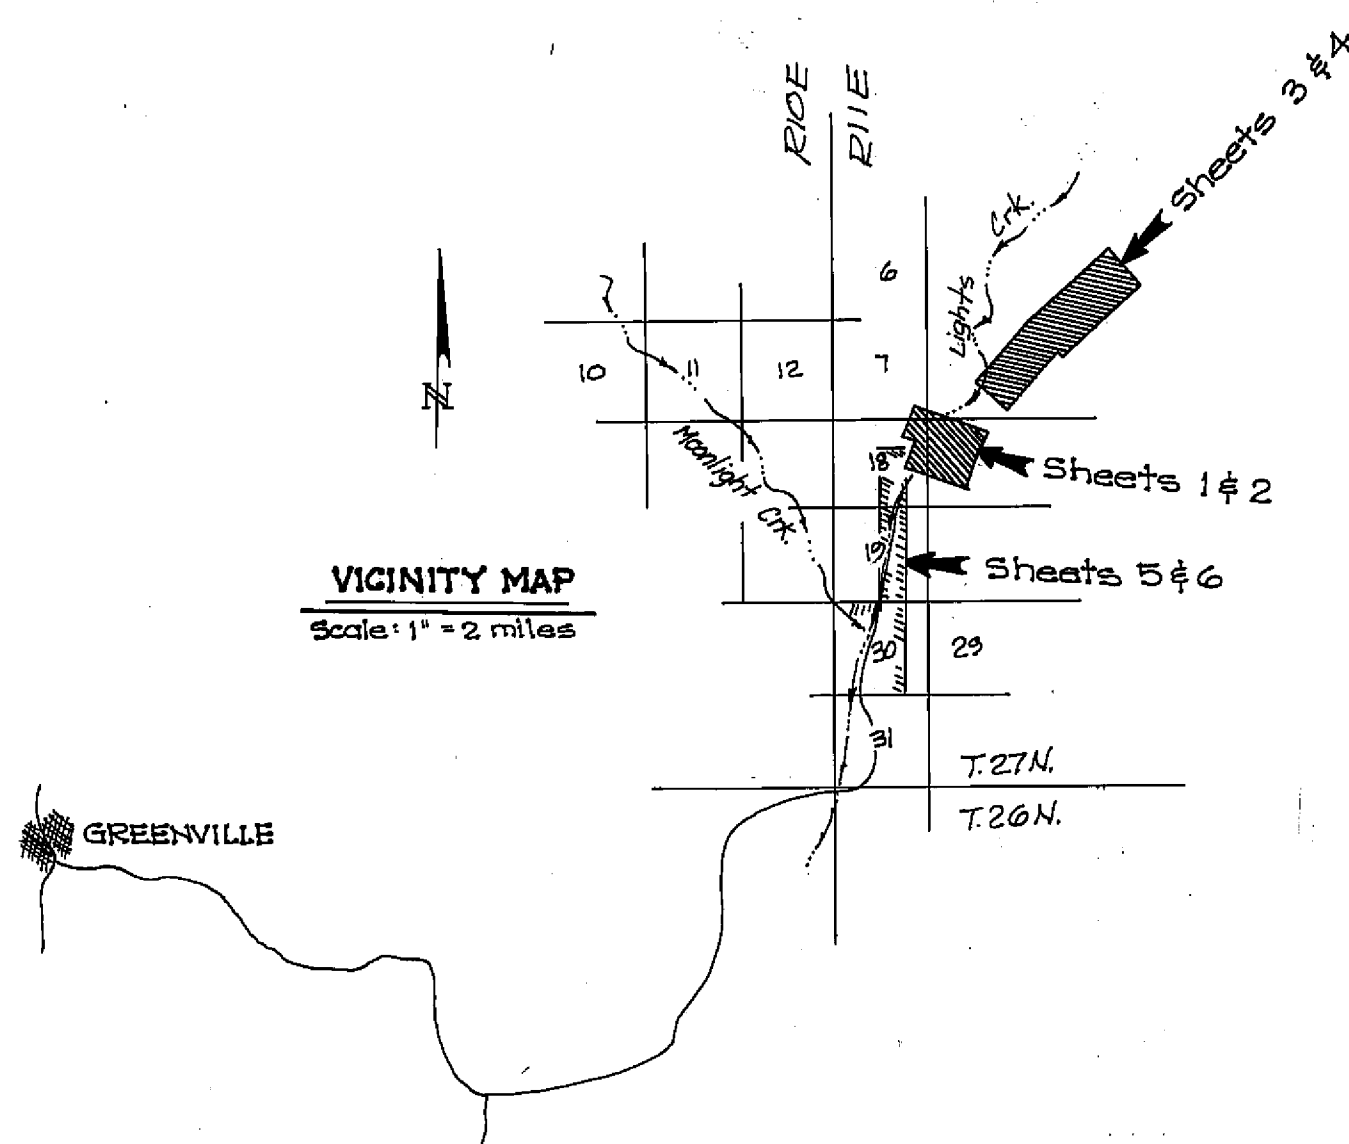 R10E
R11E
Sheets 3 & 4
Crk.
Lights
6
10
11
12
7
N
Moonlight
Crk.
18
Sheets 1 & 2
19
Sheets 5 & 6
VICINITY MAP
Scale: 1" = 2 miles
30
29
31
T.27N.
T.26N.
GREENVILLE